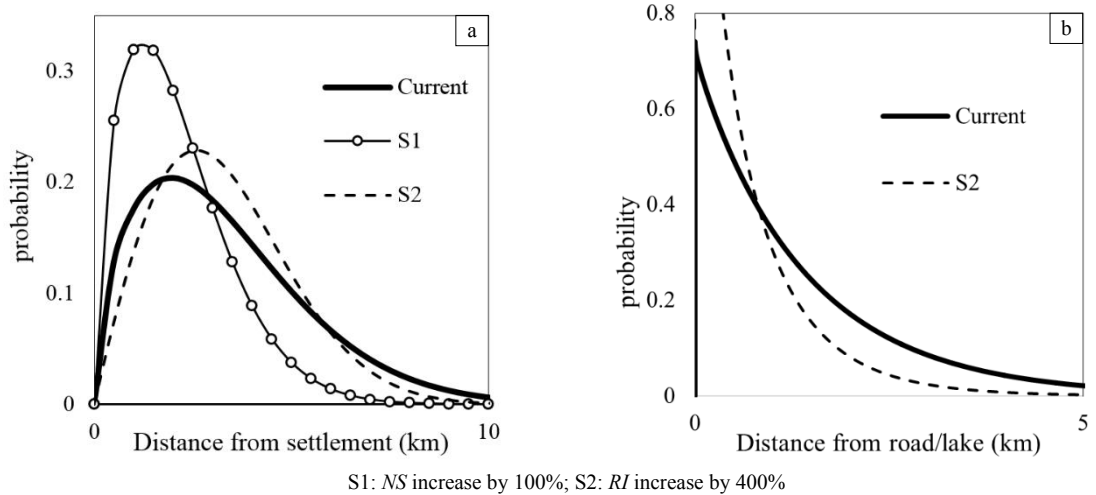 a
0.3
0.2
0.1
0
probability
Current
S1
S2
0
10
Distance from settlement (km)
b
0.8
0.6
0.4
0.2
0
probability
Current
S2
0
5
Distance from road/lake (km)
S1: NS increase by 100%; S2: RI increase by 400%